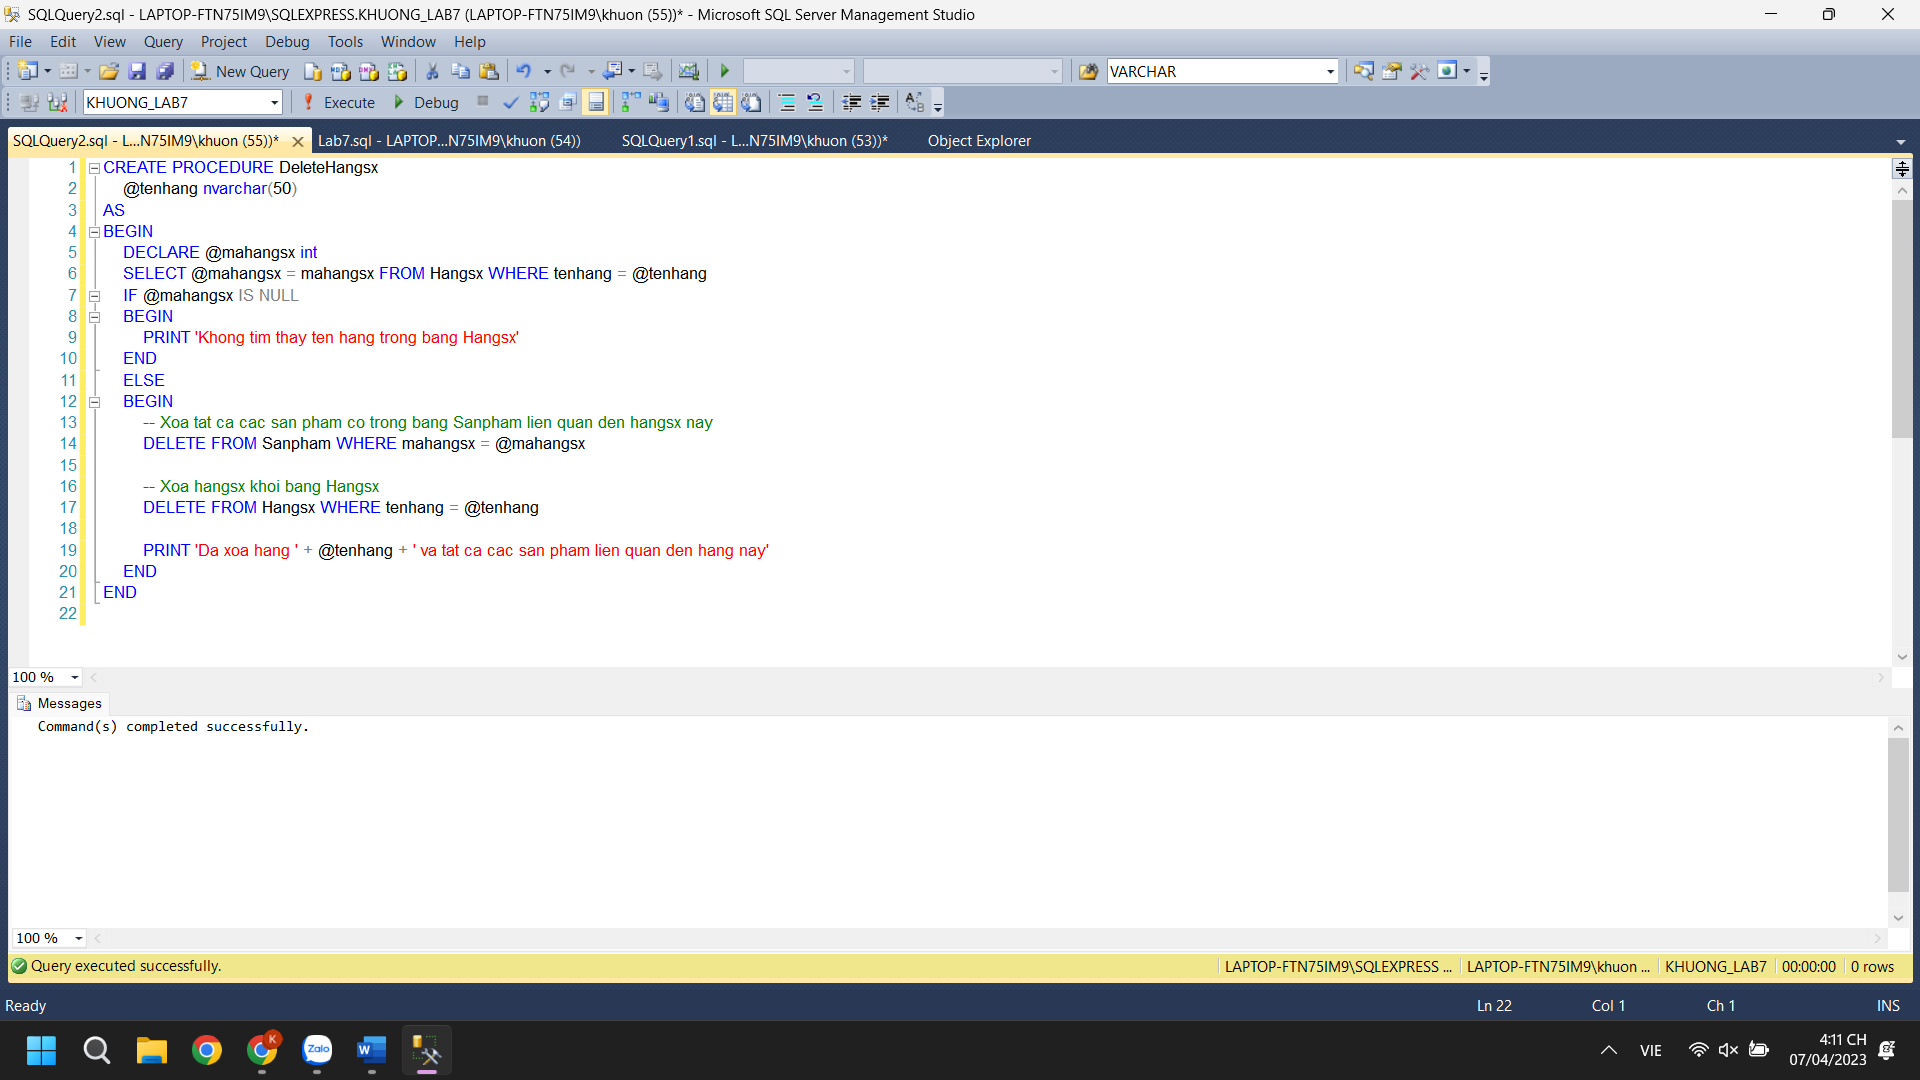 SQLQuery2.sql - LAPTOP-FTN75IM9\SQLEXPRESS.KHUONG_LAB7 (LAPTOP-FTN75IM9\khuon (55))* - Microsoft SQL Server Management Studio
File Edit View Query Project Debug Tools Window Help
New Query VARCHAR
KHUONG_LAB7 Execute Debug
SQLQuery2.sql - L...N75IM9\khuon (55))* Lab7.sql - LAPTOP...N75IM9\khuon (54)) SQLQuery1.sql - L...N75IM9\khuon (53))* Object Explorer
1 CREATE PROCEDURE DeleteHangsx
2 @tenhang nvarchar(50)
3 AS
4 BEGIN
5 DECLARE @mahangsx int
6 SELECT @mahangsx = mahangsx FROM Hangsx WHERE tenhang = @tenhang
7 IF @mahangsx IS NULL
8 BEGIN
9 PRINT 'Khong tim thay ten hang trong bang Hangsx'
10 END
11 ELSE
12 BEGIN
13 -- Xoa tat ca cac san pham co trong bang Sanpham lien quan den hangsx nay
14 DELETE FROM Sanpham WHERE mahangsx = @mahangsx
15
16 -- Xoa hangsx khoi bang Hangsx
17 DELETE FROM Hangsx WHERE tenhang = @tenhang
18
19 PRINT 'Da xoa hang ' + @tenhang + ' va tat ca cac san pham lien quan den hang nay'
20 END
21 END
22
100 %
Messages
Command(s) completed successfully.
100 %
Query executed successfully. LAPTOP-FTN75IM9\SQLEXPRESS ... LAPTOP-FTN75IM9\khuon ... KHUONG_LAB7 00:00:00 0 rows
Ready Ln 22 Col 1 Ch 1 INS
K Zalo W VIE 4:11 CH
07/04/2023